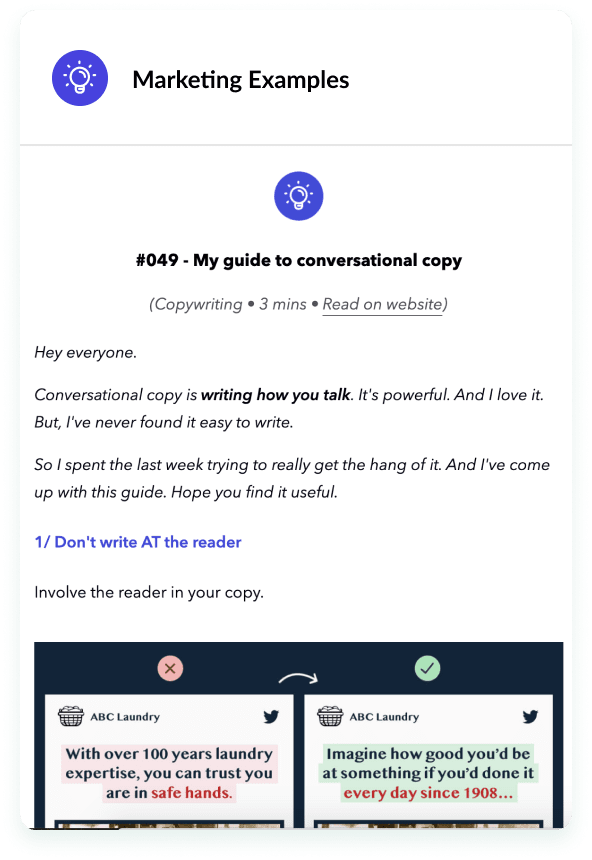 Marketing Examples
#049 - My guide to conversational copy
(Copywriting • 3 mins • Read on website)
Hey everyone.
Conversational copy is writing how you talk. It's powerful. And I love it.
But, I've never found it easy to write.
So I spent the last week trying to really get the hang of it. And I've come
up with this guide. Hope you find it useful.
1/ Don't write AT the reader
Involve the reader in your copy.
ABC Laundry
With over 100 years laundry
expertise, you can trust you
are in safe hands.
ABC Laundry
Imagine how good you'd be
at something if you'd done it
every day since 1908...